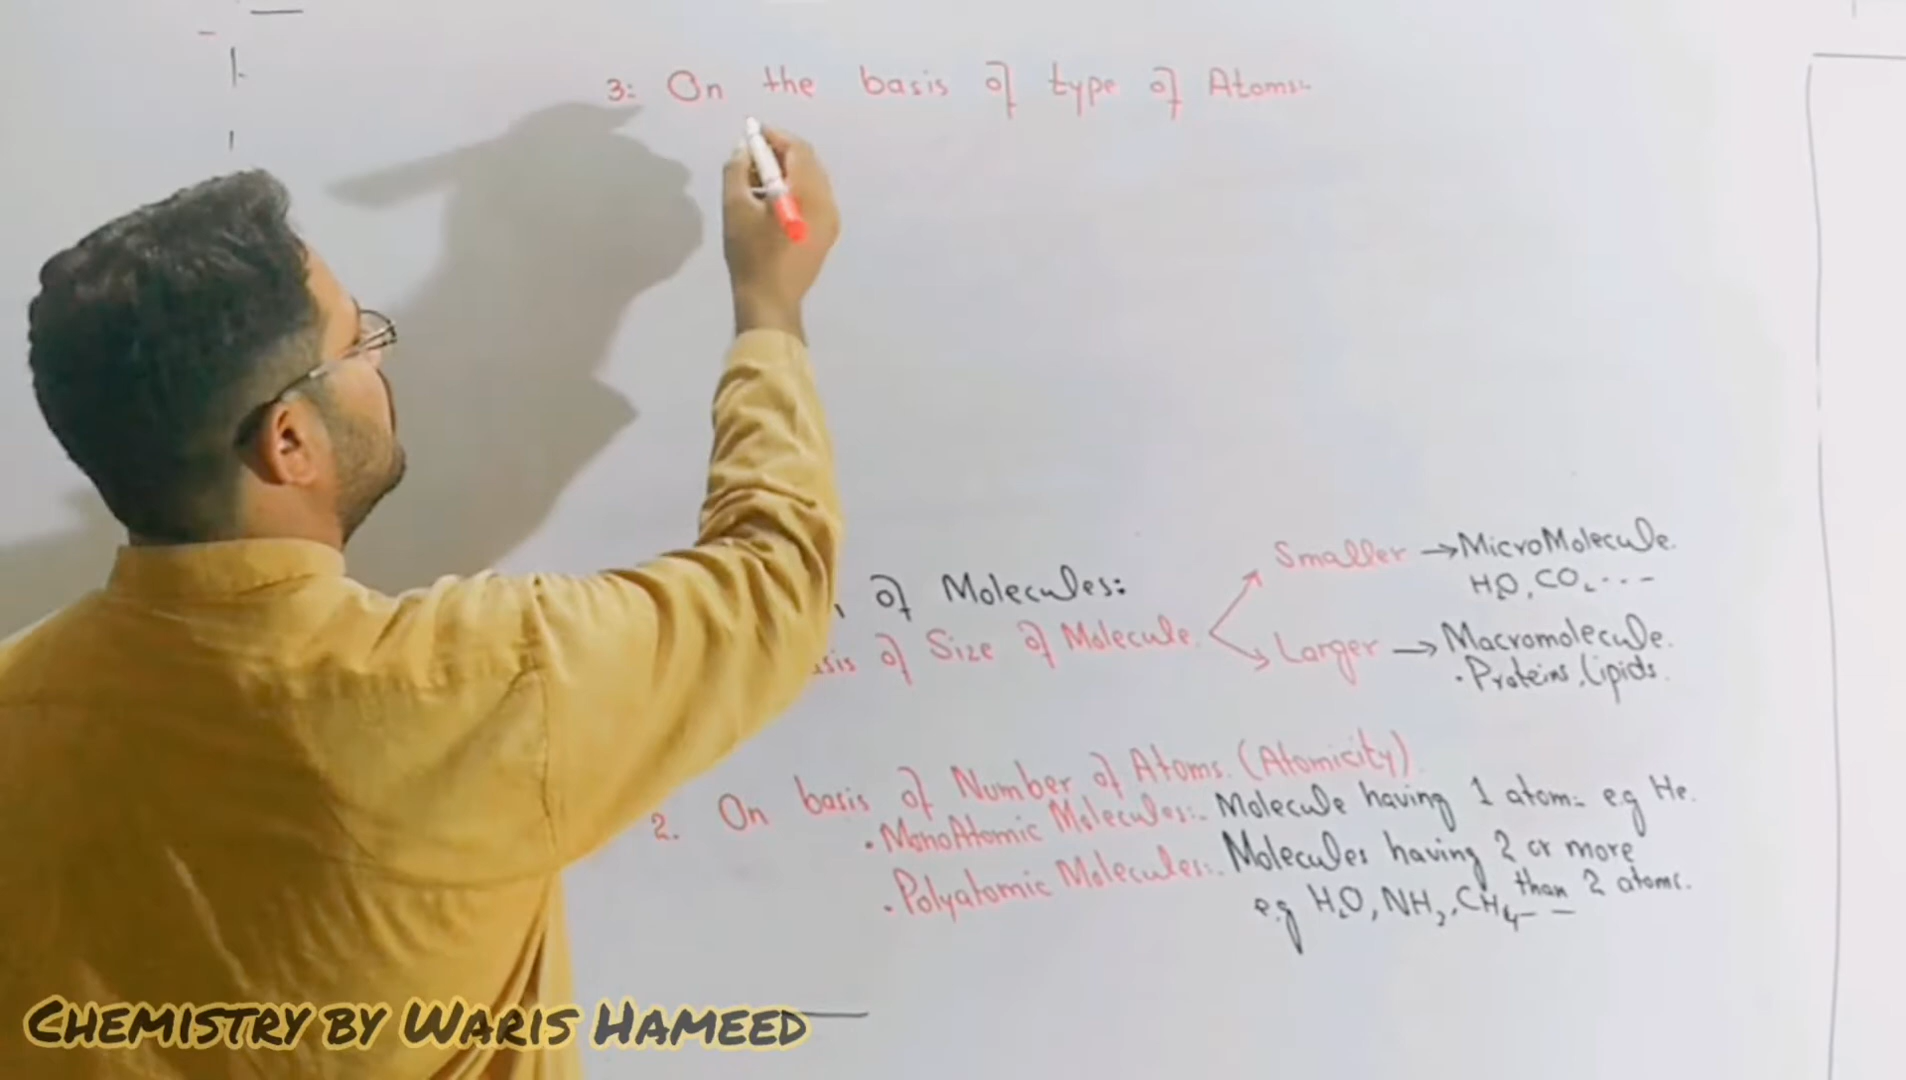 3: On the basis of type of Atoms:-
of Molecules:
of Size of Molecule.
Smaller → MicroMolecule.
H2O, CO2 ....
Larger → Macromolecule.
• Proteins, Lipids.
2. On basis of Number of Atoms. (Atomicity)
• MonoAtomic Molecules:- Molecule having 1 atom= e.g He.
• Polyatomic Molecules:- Molecules having 2 or more
than 2 atoms.
e.g H2O, NH3, CH4 - -
CHEMISTRY BY WARIS HAMEED